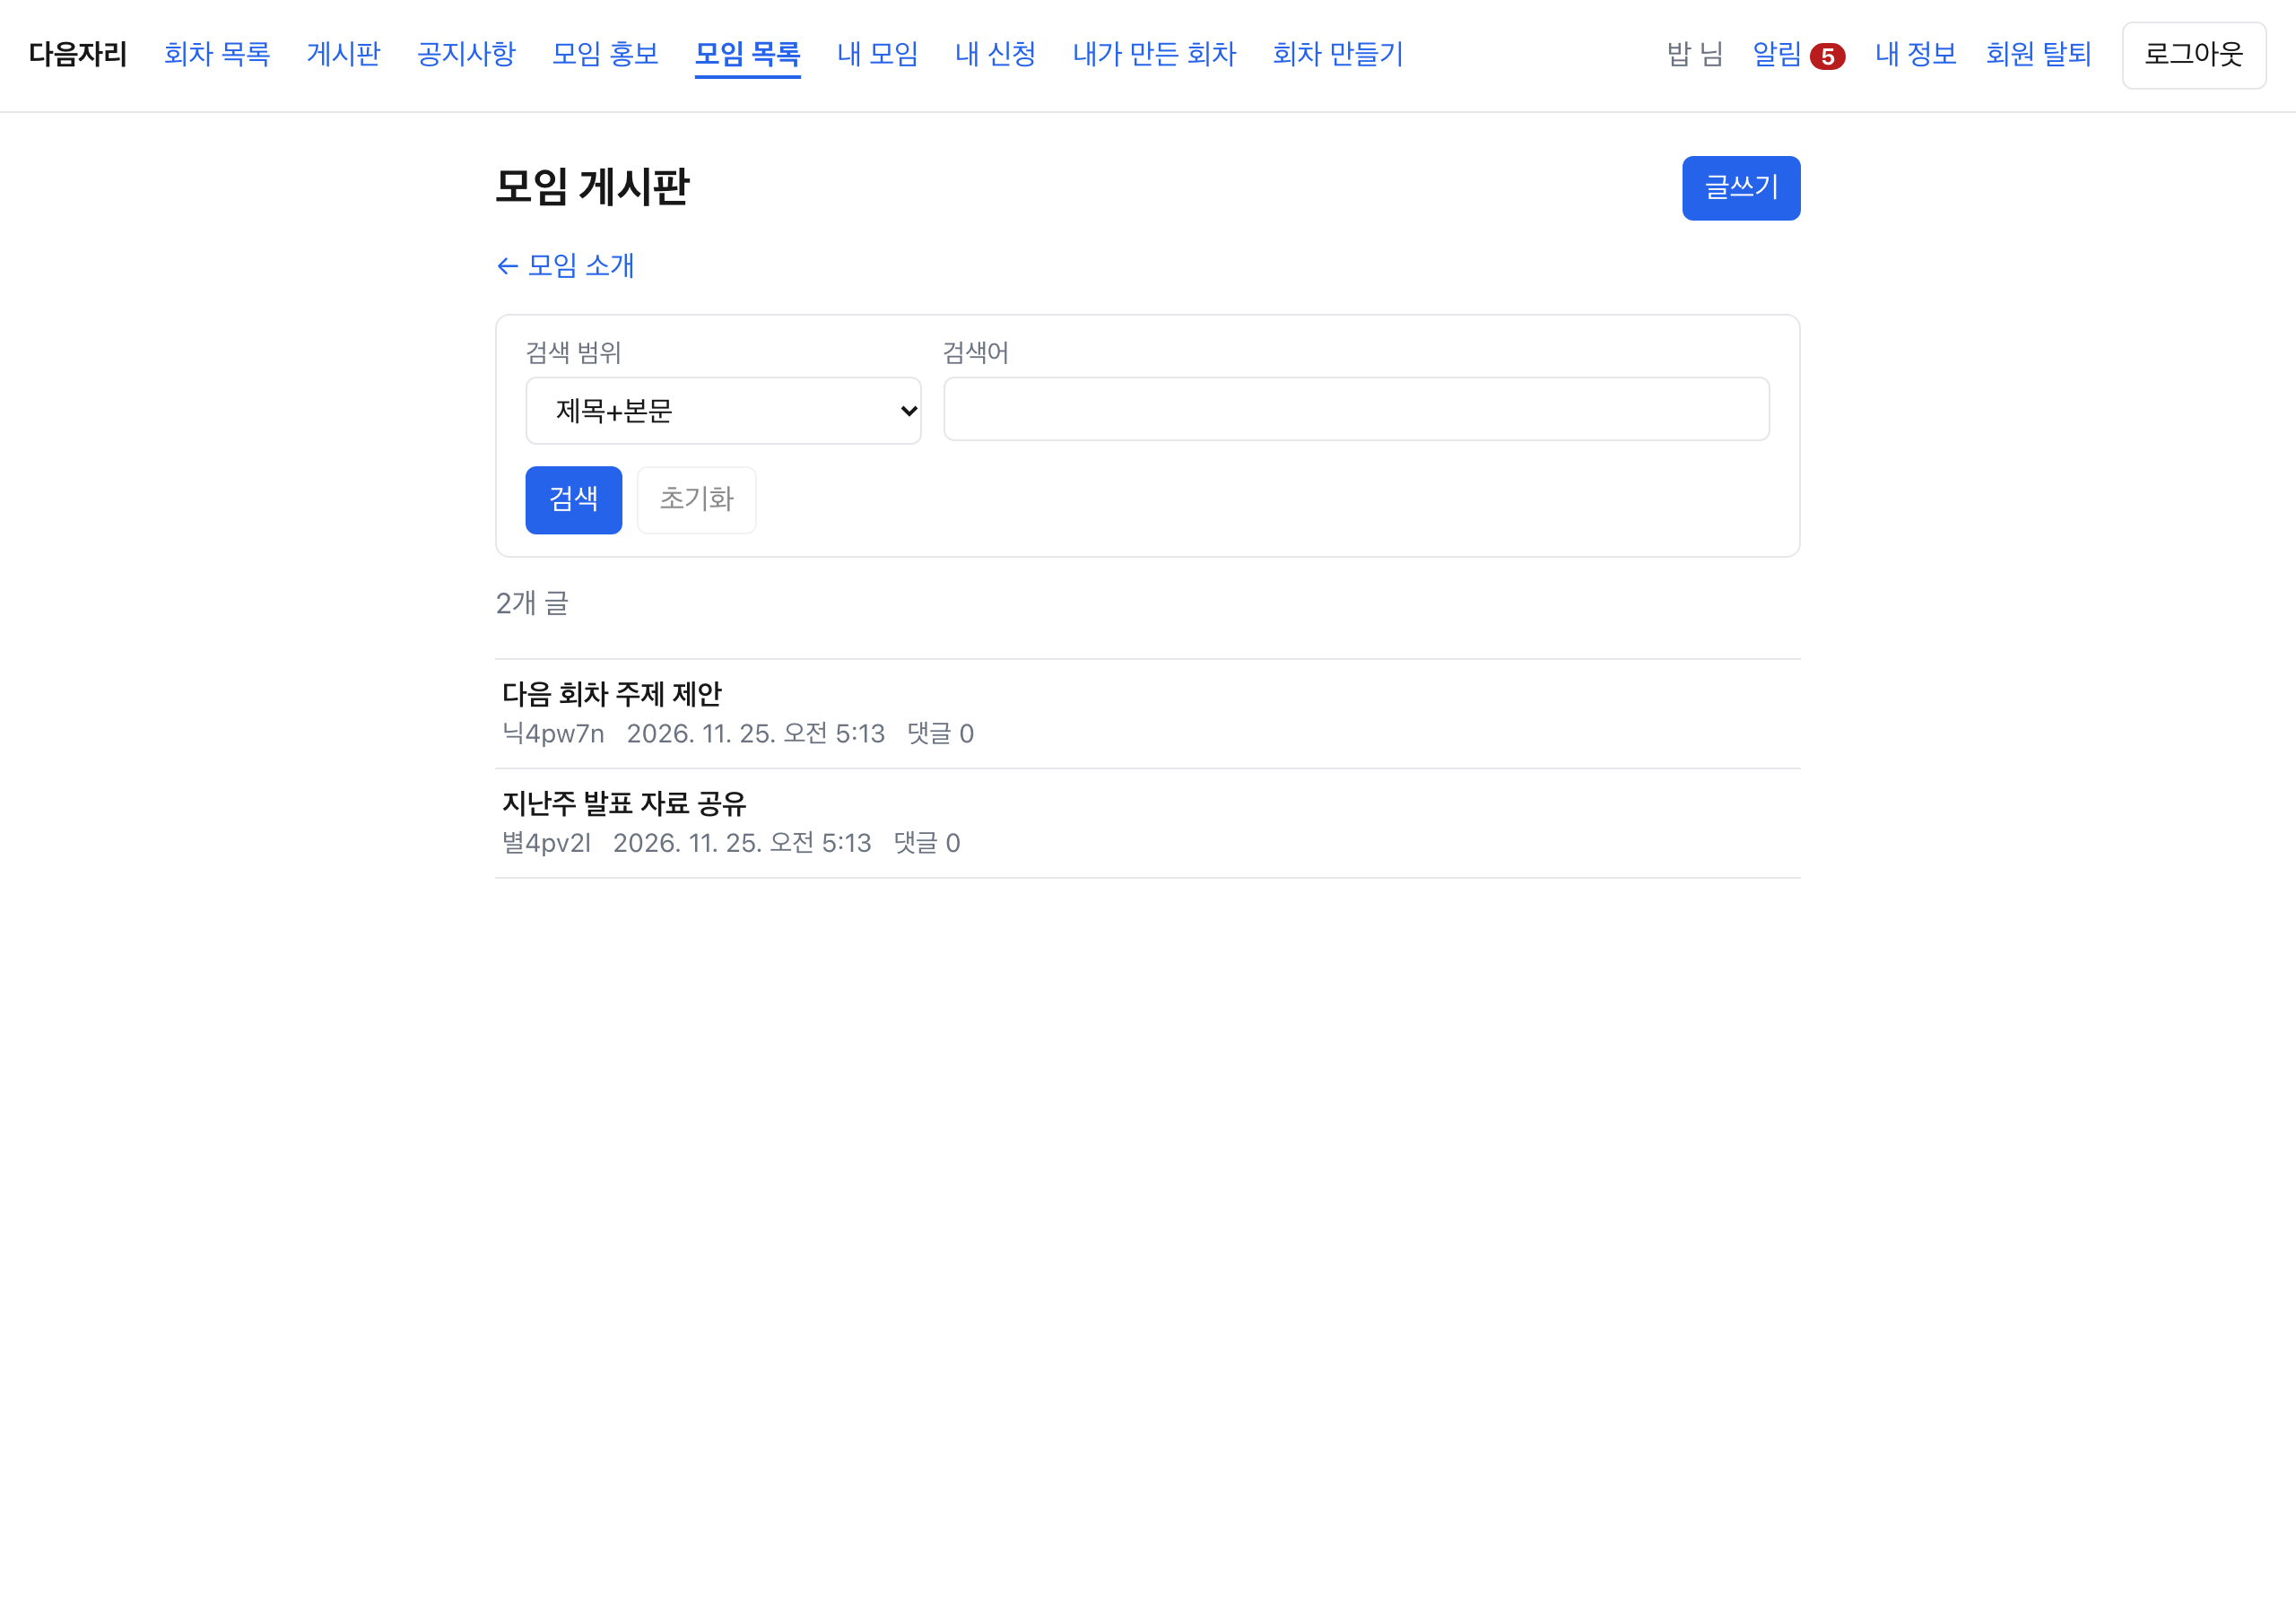 다음자리 회차 목록 게시판 공지사항 모임 홍보 모임 목록 내 모임 내 신청 내가 만든 회차 회차 만들기 밥 님 알림 5 내 정보 회원 탈퇴 로그아웃
모임 게시판 글쓰기
← 모임 소개
검색 범위 검색어
제목+본문
검색 초기화
2개 글
다음 회차 주제 제안
닉4pw7n 2026. 11. 25. 오전 5:13 댓글 0
지난주 발표 자료 공유
별4pv2l 2026. 11. 25. 오전 5:13 댓글 0